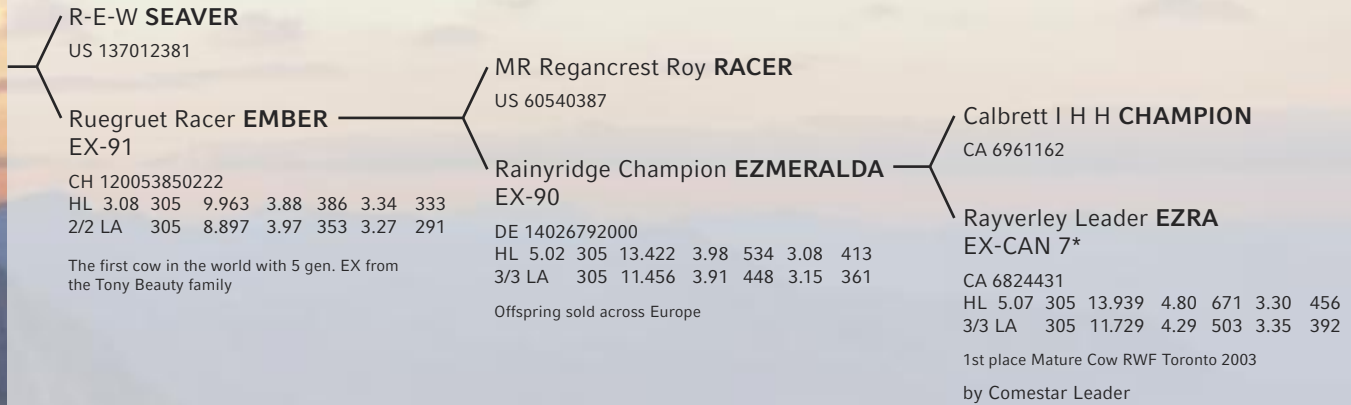 R-E-W SEAVER
US 137012381
Ruegruet Racer EMBER
EX-91
CH 120053850222
HL 3.08 305 9.963 3.88 386 3.34 333
2/2 LA 305 8.897 3.97 353 3.27 291
The first cow in the world with 5 gen. EX from
the Tony Beauty family
MR Regancrest Roy RACER
US 60540387
Rainyridge Champion EZMERALDA
EX-90
DE 14026792000
HL 5.02 305 13.422 3.98 534 3.08 413
3/3 LA 305 11.456 3.91 448 3.15 361
Offspring sold across Europe
Calbrett I H H CHAMPION
CA 6961162
Rayverley Leader EZRA
EX-CAN 7*
CA 6824431
HL 5.07 305 13.939 4.80 671 3.30 456
3/3 LA 305 11.729 4.29 503 3.35 392
1st place Mature Cow RWF Toronto 2003
by Comestar Leader